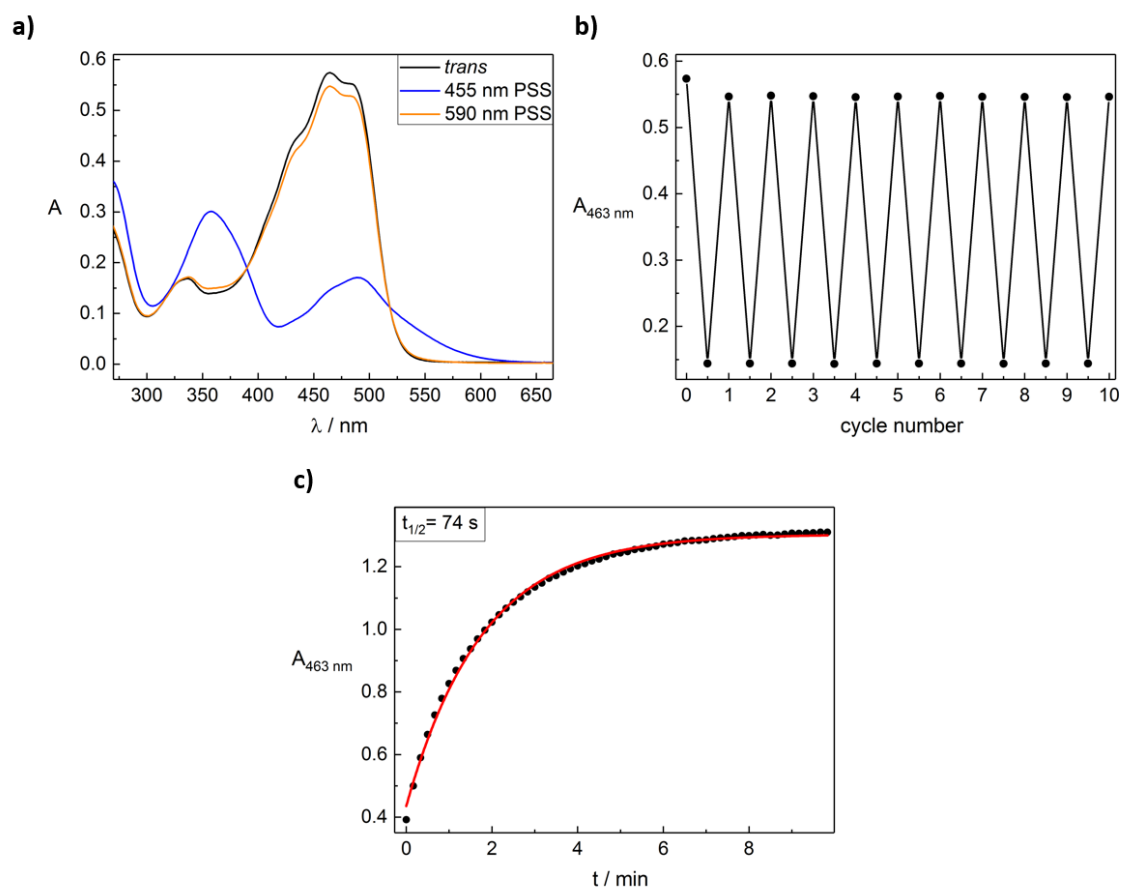 a)
A
0.6
0.5
0.4
0.3
0.2
0.1
0.0
trans
455 nm PSS
590 nm PSS
300 350 400 450 500 550 600 650
λ / nm
b)
A463 nm
0.6
0.5
0.4
0.3
0.2
0 1 2 3 4 5 6 7 8 9 10
cycle number
c)
t1/2= 74 s
A463 nm
1.2
1.0
0.8
0.6
0.4
0 2 4 6 8
t / min